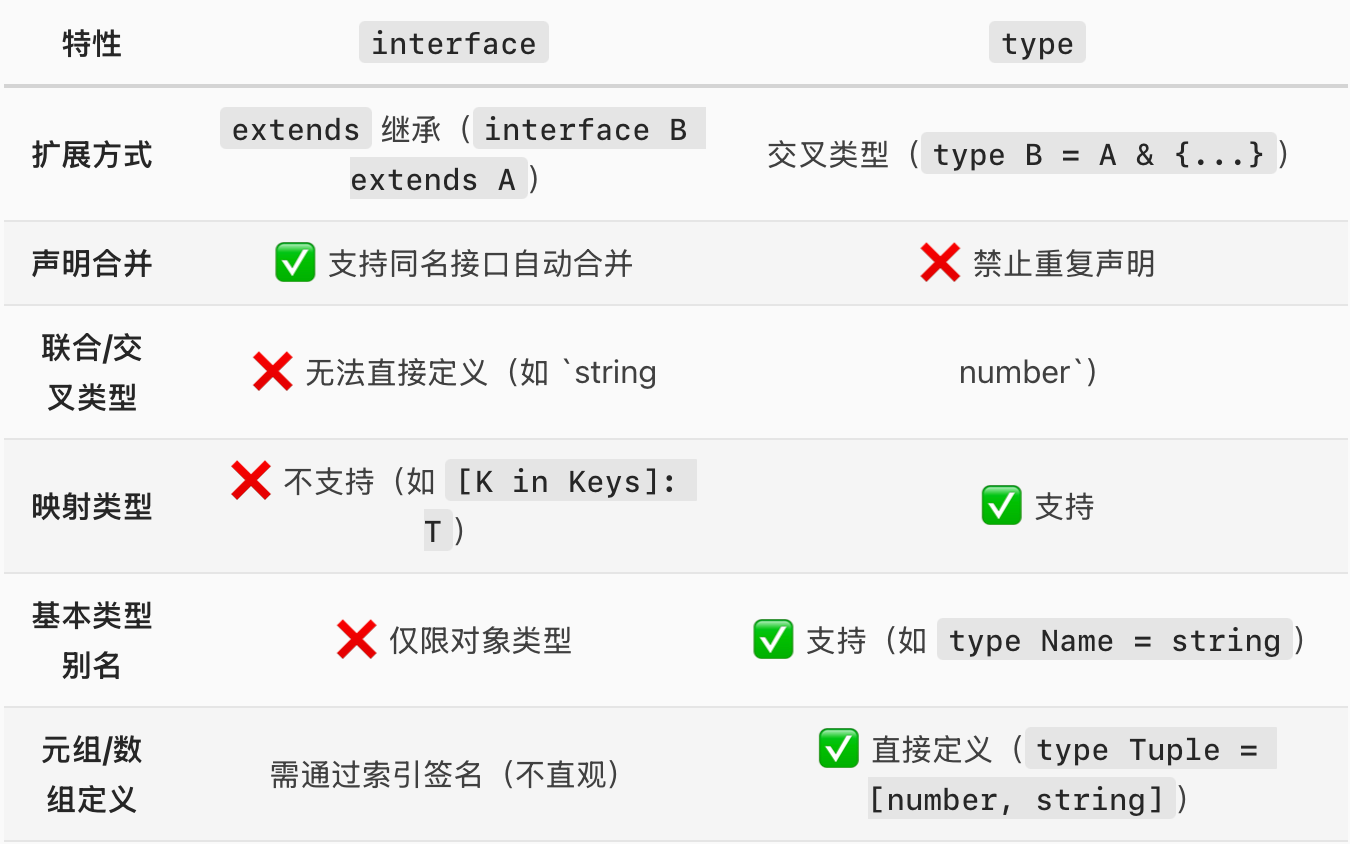 特性 interface type
扩展方式 extends 继承（interface B extends A） 交叉类型（type B = A & {...}）
声明合并 ✅ 支持同名接口自动合并 ❌ 禁止重复声明
联合/交叉类型 ❌ 无法直接定义（如 `string number`）
映射类型 ❌ 不支持（如 [K in Keys]: T） ✅ 支持
基本类型别名 ❌ 仅限对象类型 ✅ 支持（如 type Name = string）
元组/数组定义 需通过索引签名（不直观） ✅ 直接定义（type Tuple = [number, string]）